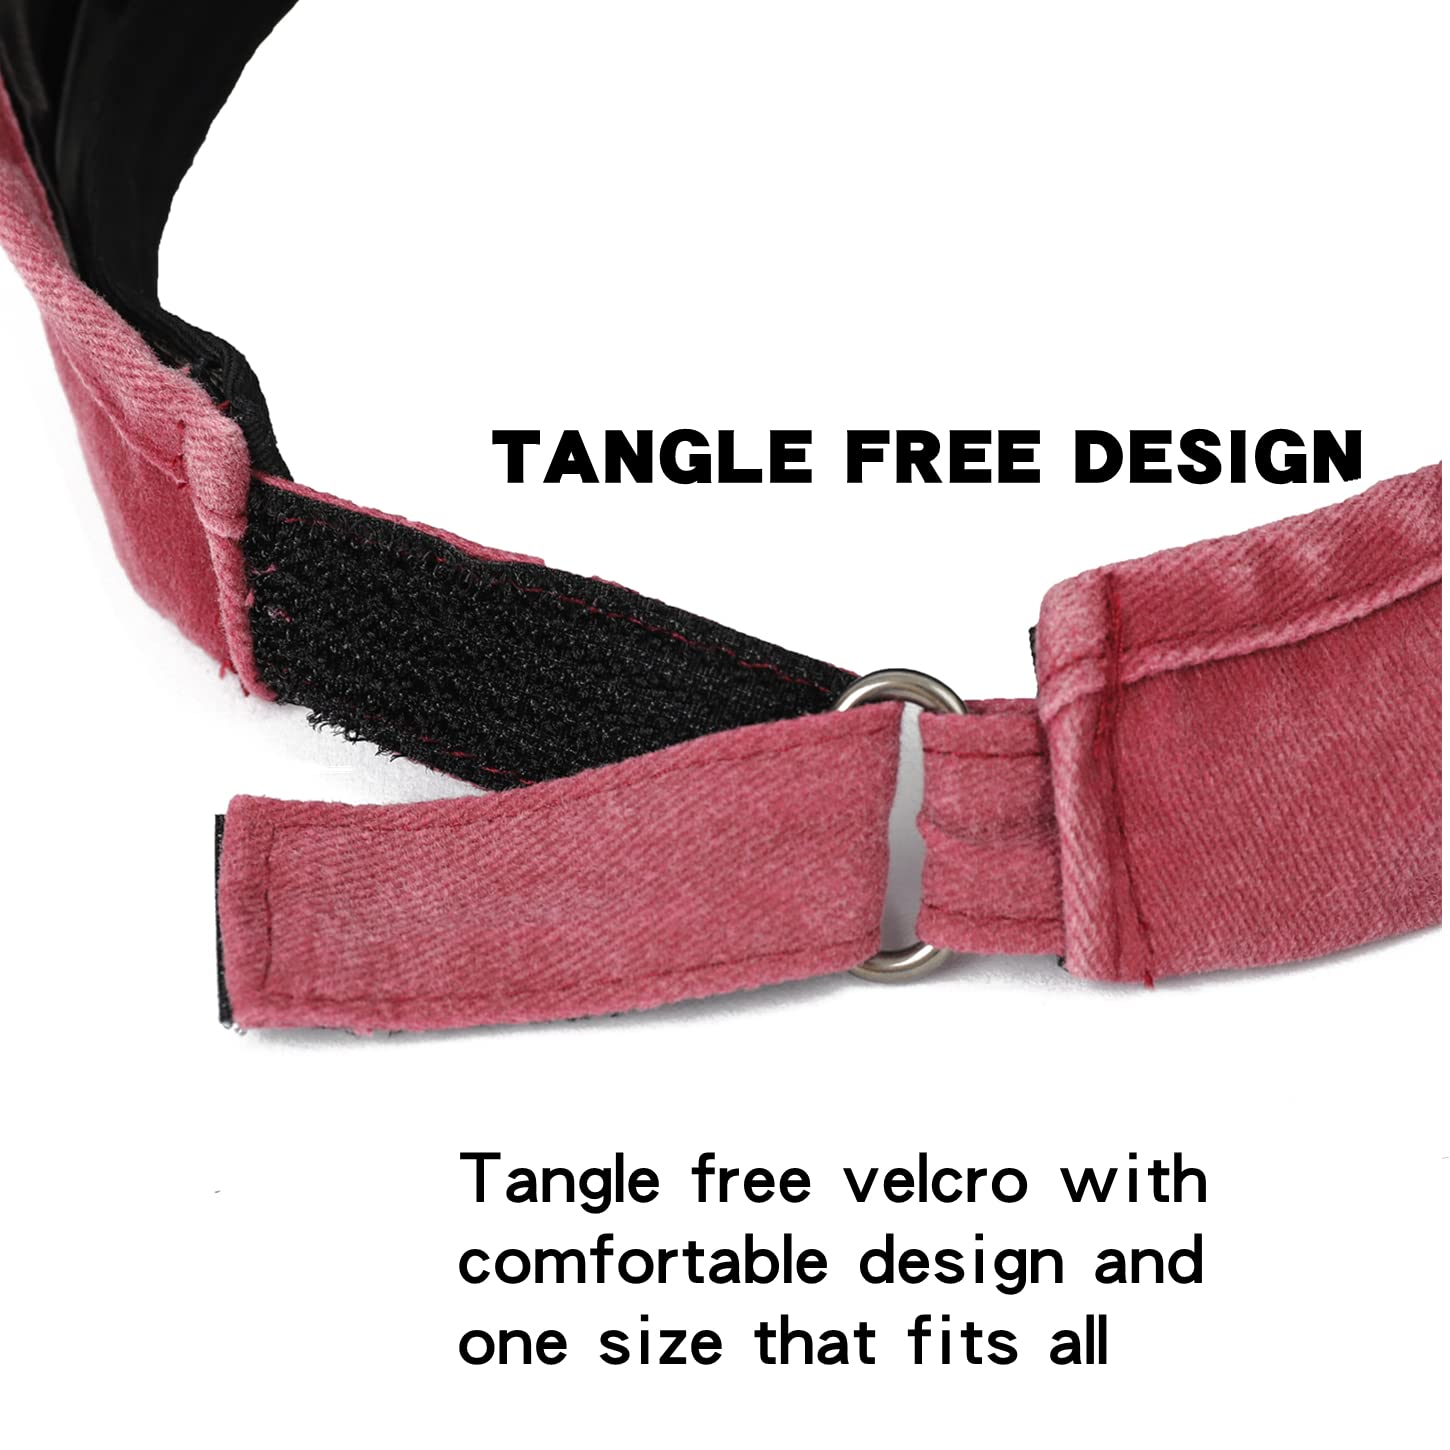 TANGLE FREE DESIGN
Tangle free velcro with
comfortable design and
one size that fits all